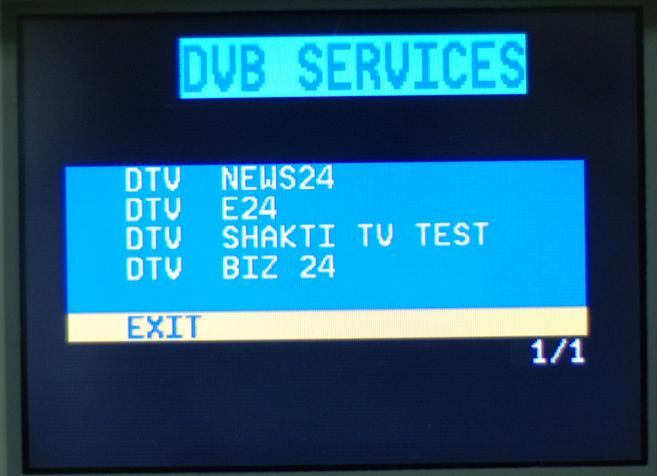 DVB SERVICES
DTV NEWS24
DTV E24
DTV SHAKTI TV TEST
DTV BIZ 24
EXIT
1/1